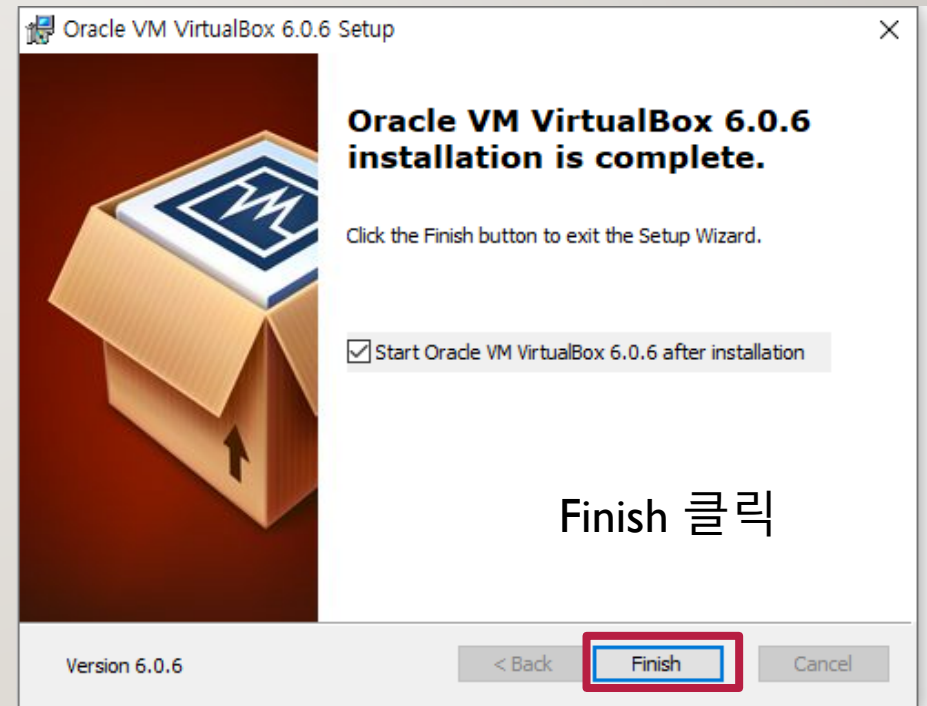 Oracle VM VirtualBox 6.0.6 Setup
Oracle VM VirtualBox 6.0.6
installation is complete.
Click the Finish button to exit the Setup Wizard.
Start Oracle VM VirtualBox 6.0.6 after installation
Finish 클릭
Version 6.0.6
< Back
Finish
Cancel